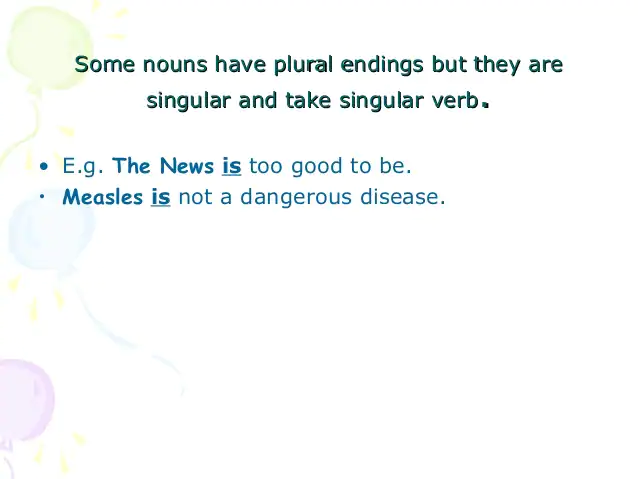 Some nouns have plural endings but they are
singular and take singular verb.
• E.g. The News is too good to be.
• Measles is not a dangerous disease.